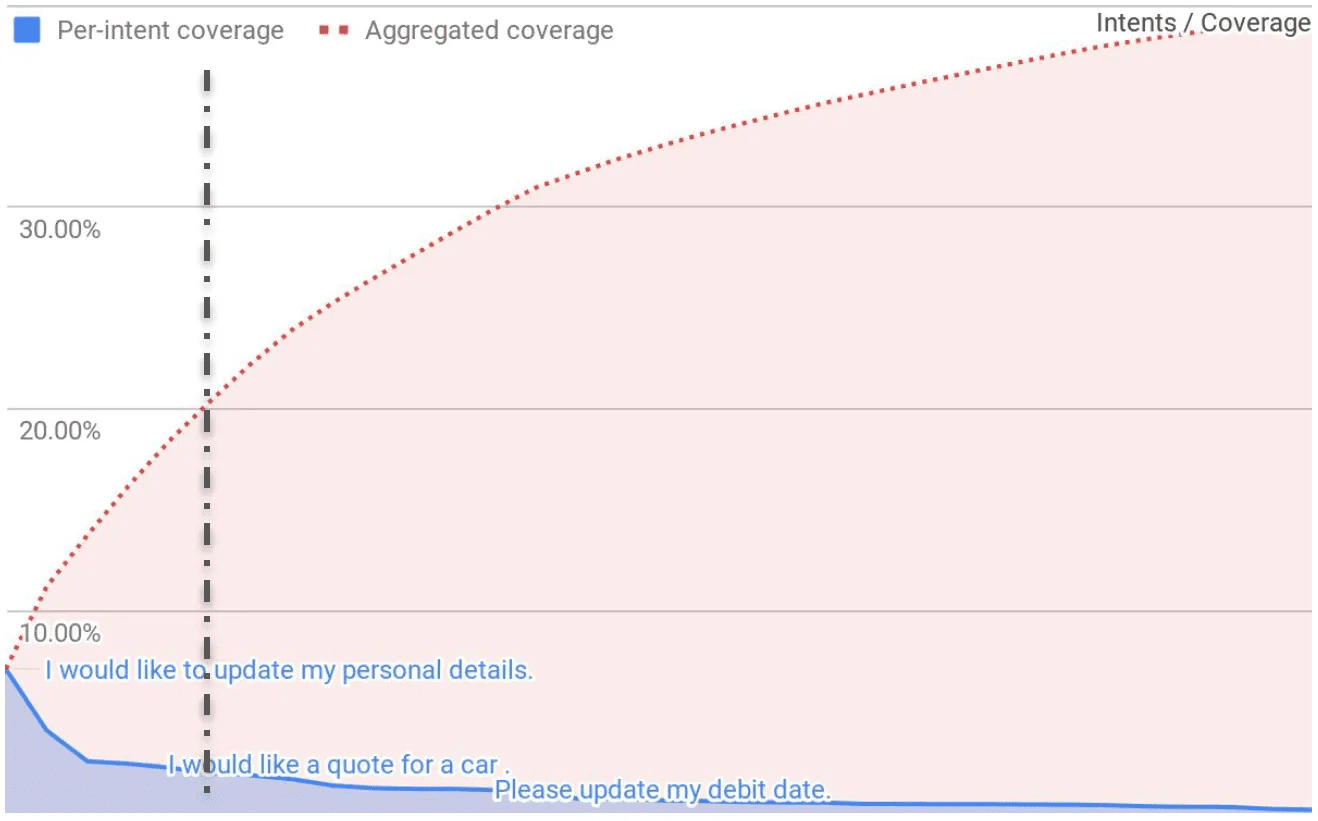 Per-intent coverage
Aggregated coverage
Intents / Coverage
30.00%
20.00%
10.00%
I would like to update my personal details.
I would like a quote for a car .
Please update my debit date.